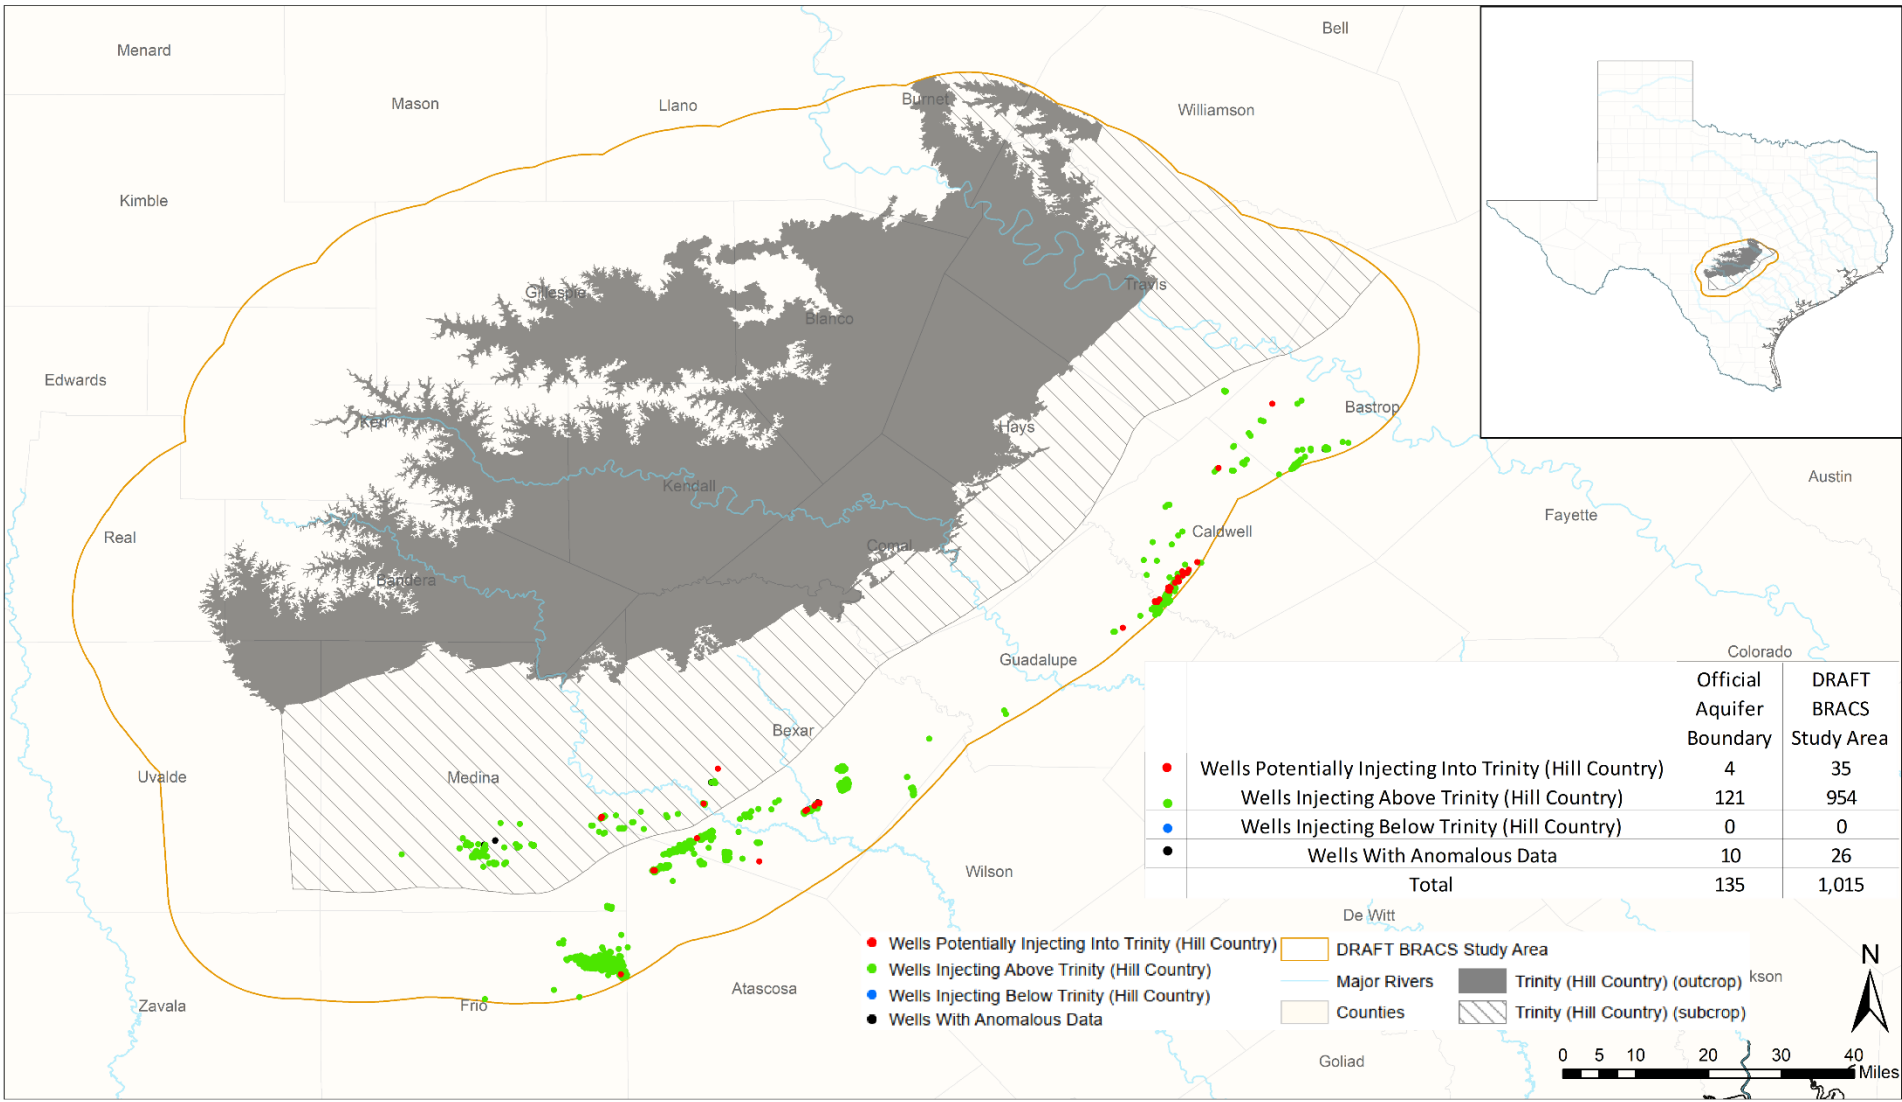 Menard
Mason
Llano
Burnet
Williamson
Bell
Kimble
Gillespie
Blanco
Travis
Edwards
Kerr
Hays
Bastrop
Kendall
Austin
Real
Comal
Caldwell
Fayette
Bandera
Guadalupe
Colorado
Uvalde
Medina
Bexar
Wilson
De Witt
Zavala
Frio
Atascosa
Goliad
kson
Official Aquifer Boundary
DRAFT BRACS Study Area
Wells Potentially Injecting Into Trinity (Hill Country) 4 35
Wells Injecting Above Trinity (Hill Country) 121 954
Wells Injecting Below Trinity (Hill Country) 0 0
Wells With Anomalous Data 10 26
Total 135 1,015
Wells Potentially Injecting Into Trinity (Hill Country)
Wells Injecting Above Trinity (Hill Country)
Wells Injecting Below Trinity (Hill Country)
Wells With Anomalous Data
DRAFT BRACS Study Area
Major Rivers
Counties
Trinity (Hill Country) (outcrop)
Trinity (Hill Country) (subcrop)
N
0 5 10 20 30 40
Miles